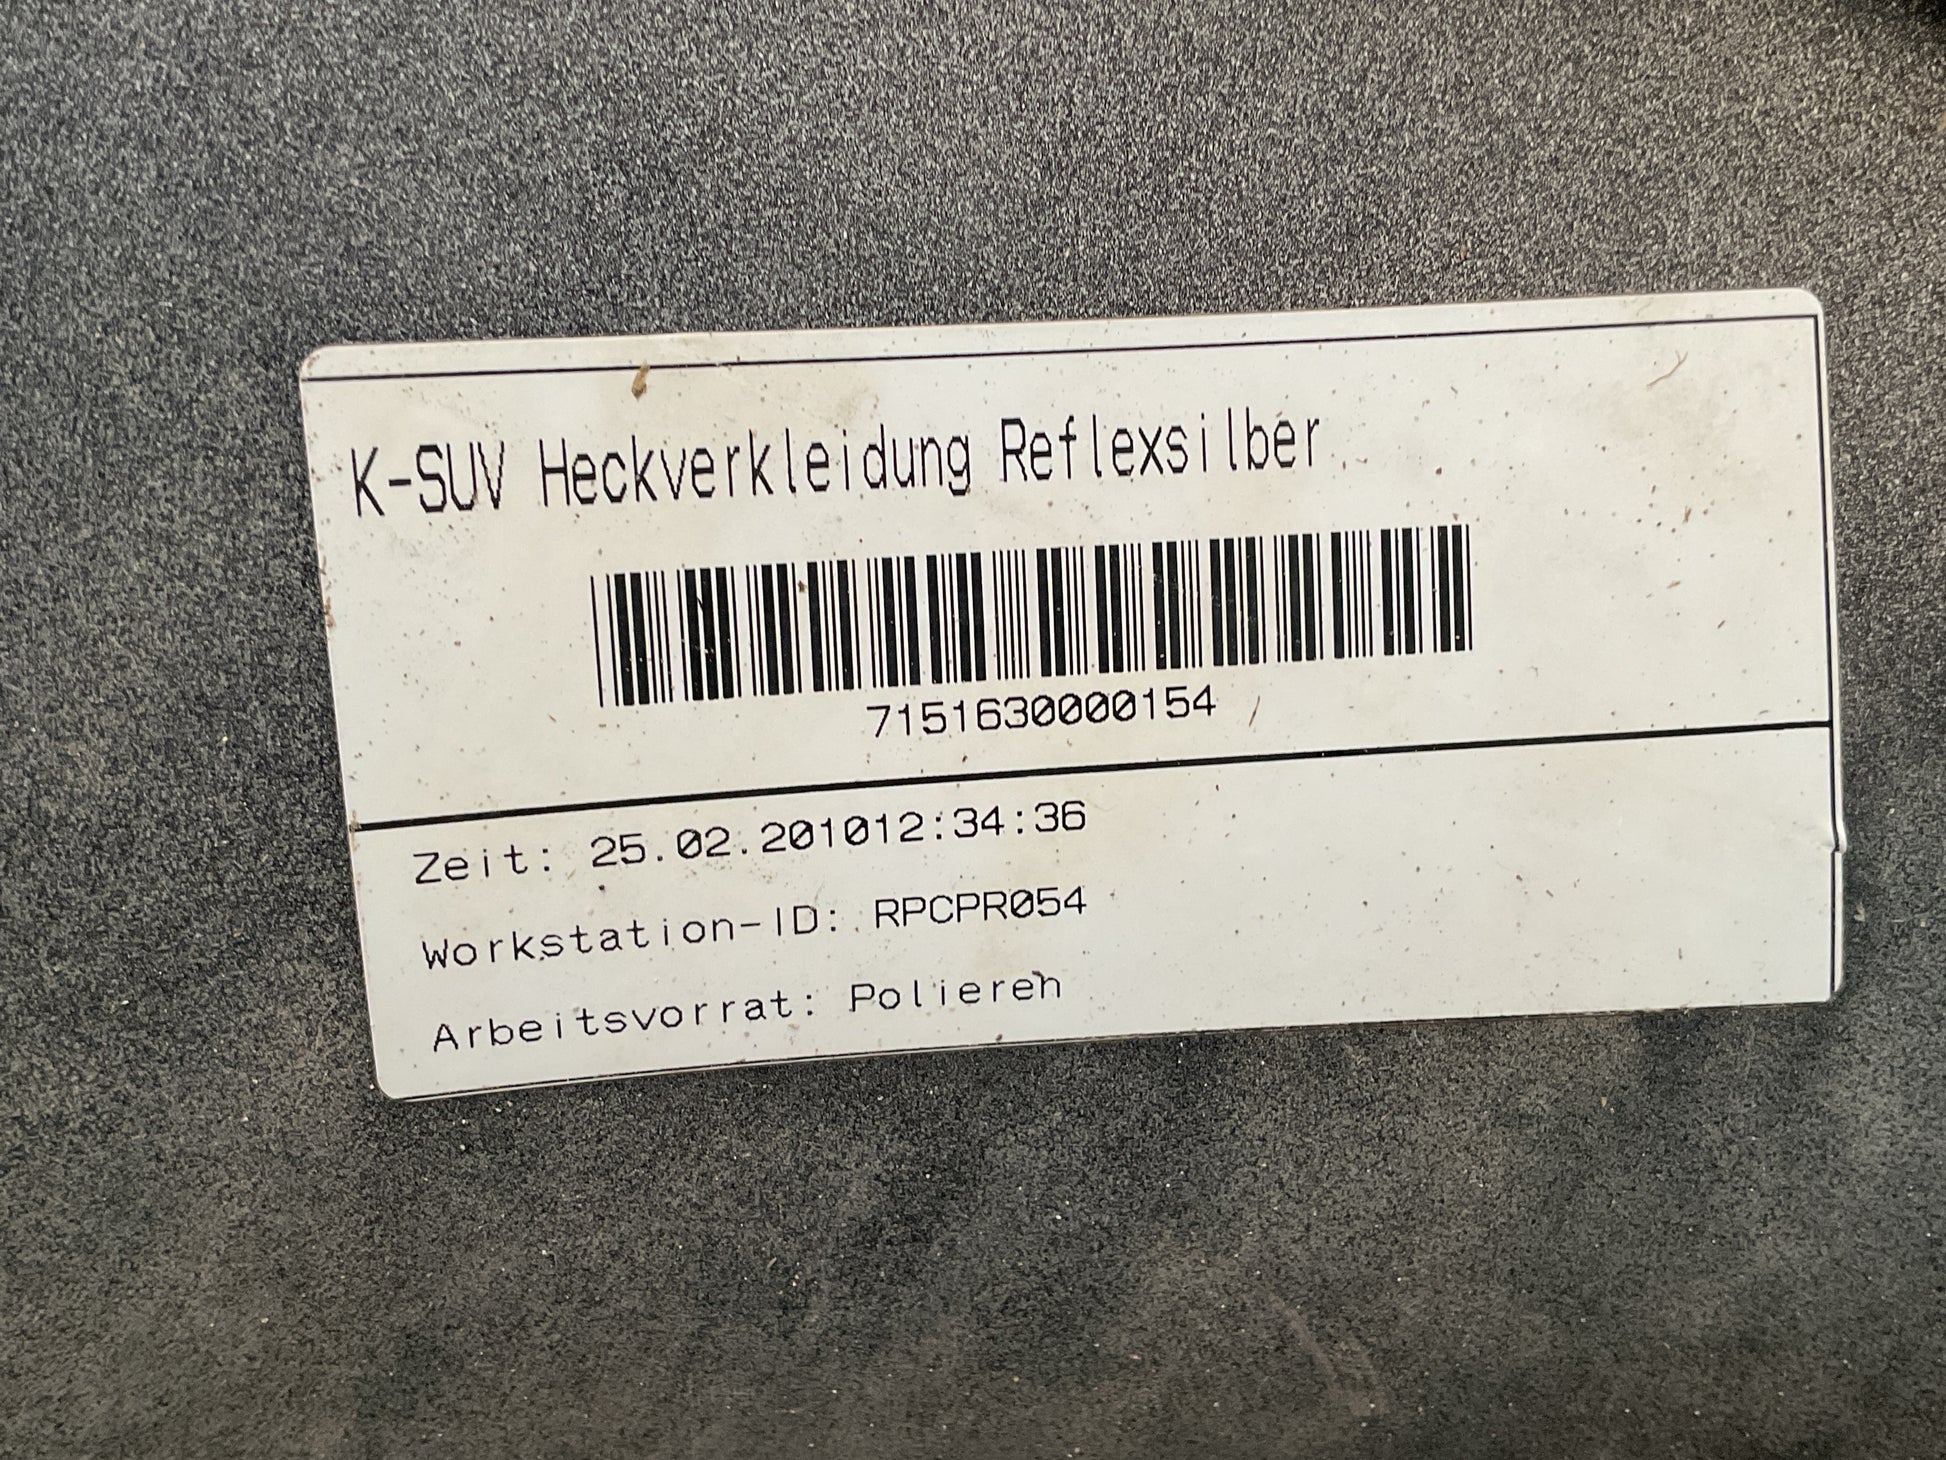 K-SUV Heckverkleidung Reflexsilber
7151630000154
Zeit: 25.02.201012:34:36
Workstation-ID: RPCPR054
Arbeitsvorrat: Polieren